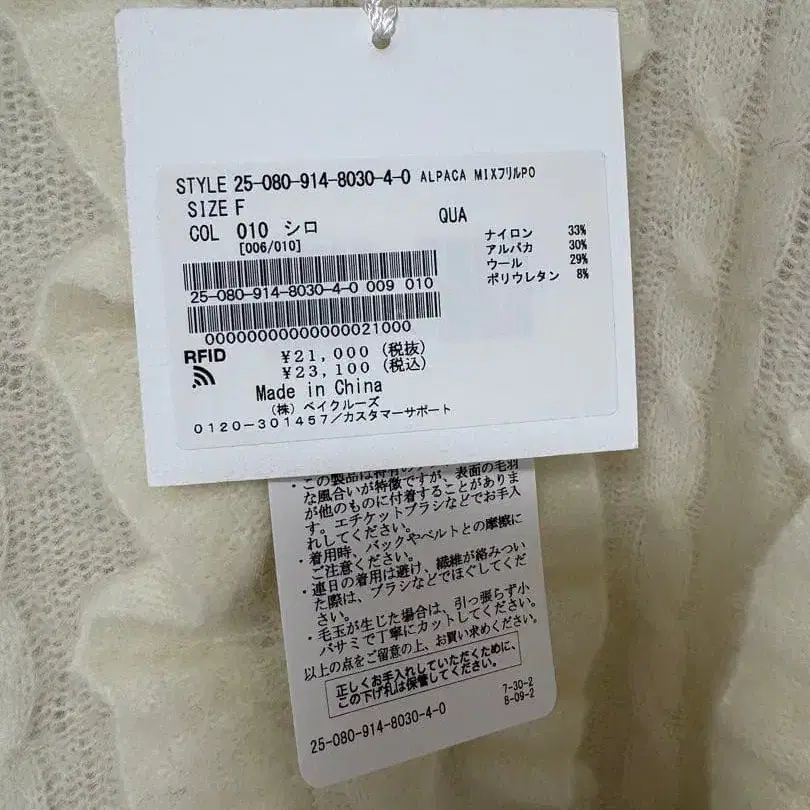 STYLE 25-080-914-8030-4-0 ALPACA MIXフリルPO
SIZE F
COL 010 シロ
[006/010]
QUA
ナイロン 33%
アルパカ 30%
ウール 29%
ポリウレタン 8%
25-080-914-8030-4-0 009 010
00000000000000021000
RFID
¥21,000(税抜)
¥23,100(税込)
Made in China
(株)ベイクルーズ
0120-301457/カスタマーサポート
・この製品は特有の
な風合いが特徴ですが、表面の毛羽
が他のものに付着することがありま
す。エチケットブラシなどでお手入
れしてください。
・着用時、バックやベルトとの摩擦に
ご注意ください。
・連日の着用は避け、繊維が絡みつい
た際は、ブラシなどでほぐしてくだ
さい。
・毛玉が生じた場合は、引っ張らず小
バサミで丁寧にカットしてください。
以上の点をご留意の上、お買い求めください。
正しくお手入れしていただくために、
この下げ札は保管してください。
7-30-2
8-09-2
25-080-914-8030-4-0